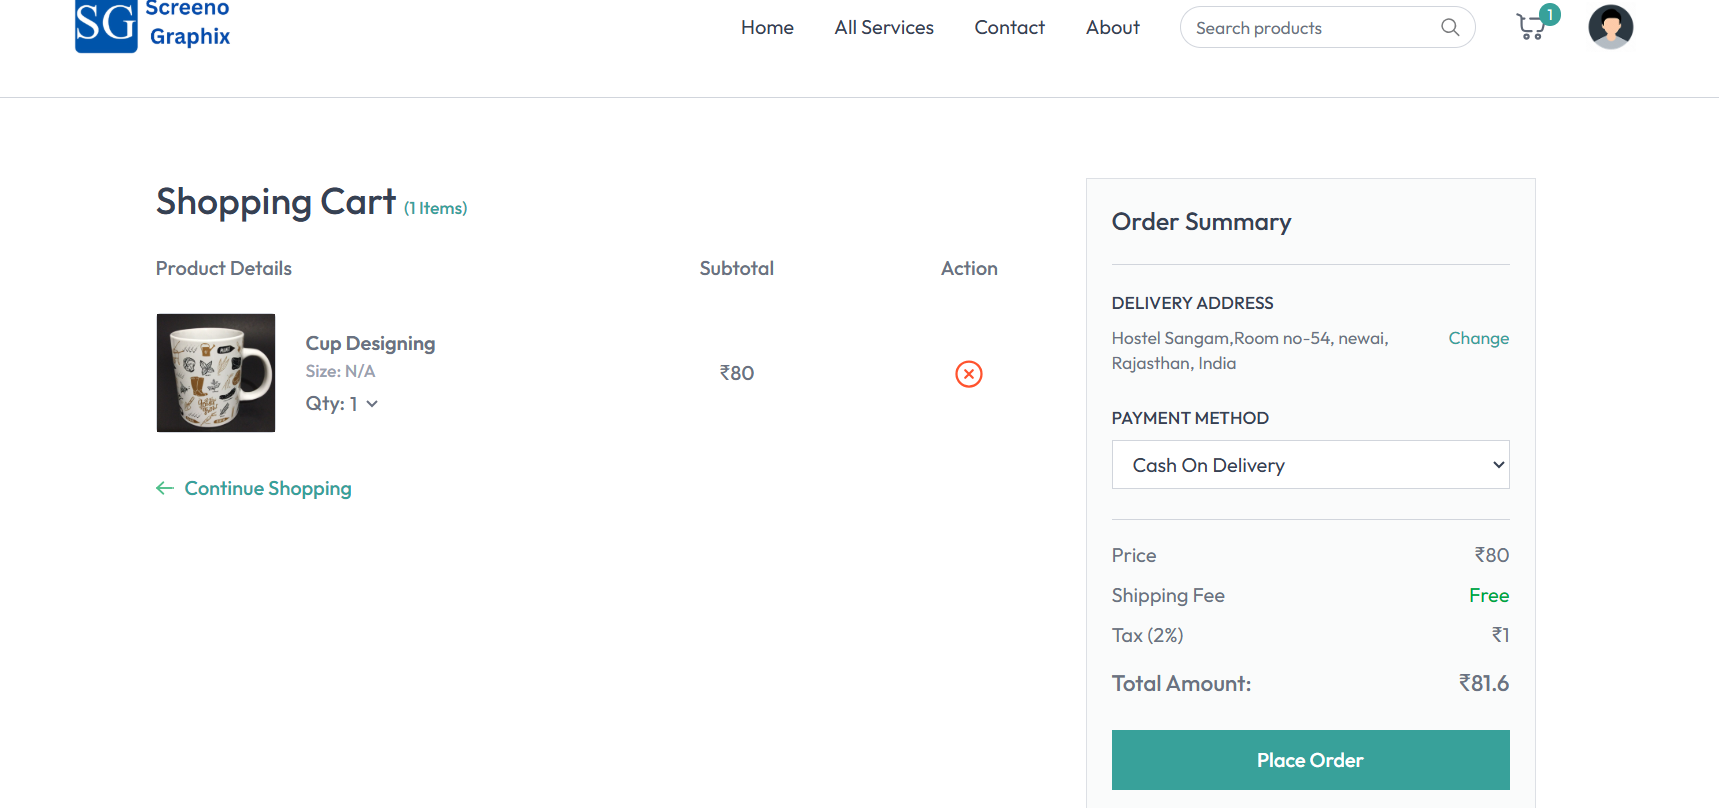 SG
Screeno
Graphix
Home
All Services
Contact
About
Search products
1
Shopping Cart (1 Items)
Product Details
Subtotal
Action
Cup Designing
Size: N/A
Qty: 1
₹80
Continue Shopping
Order Summary
DELIVERY ADDRESS
Hostel Sangam,Room no-54, newai,
Rajasthan, India
Change
PAYMENT METHOD
Cash On Delivery
Price
₹80
Shipping Fee
Free
Tax (2%)
₹1
Total Amount:
₹81.6
Place Order